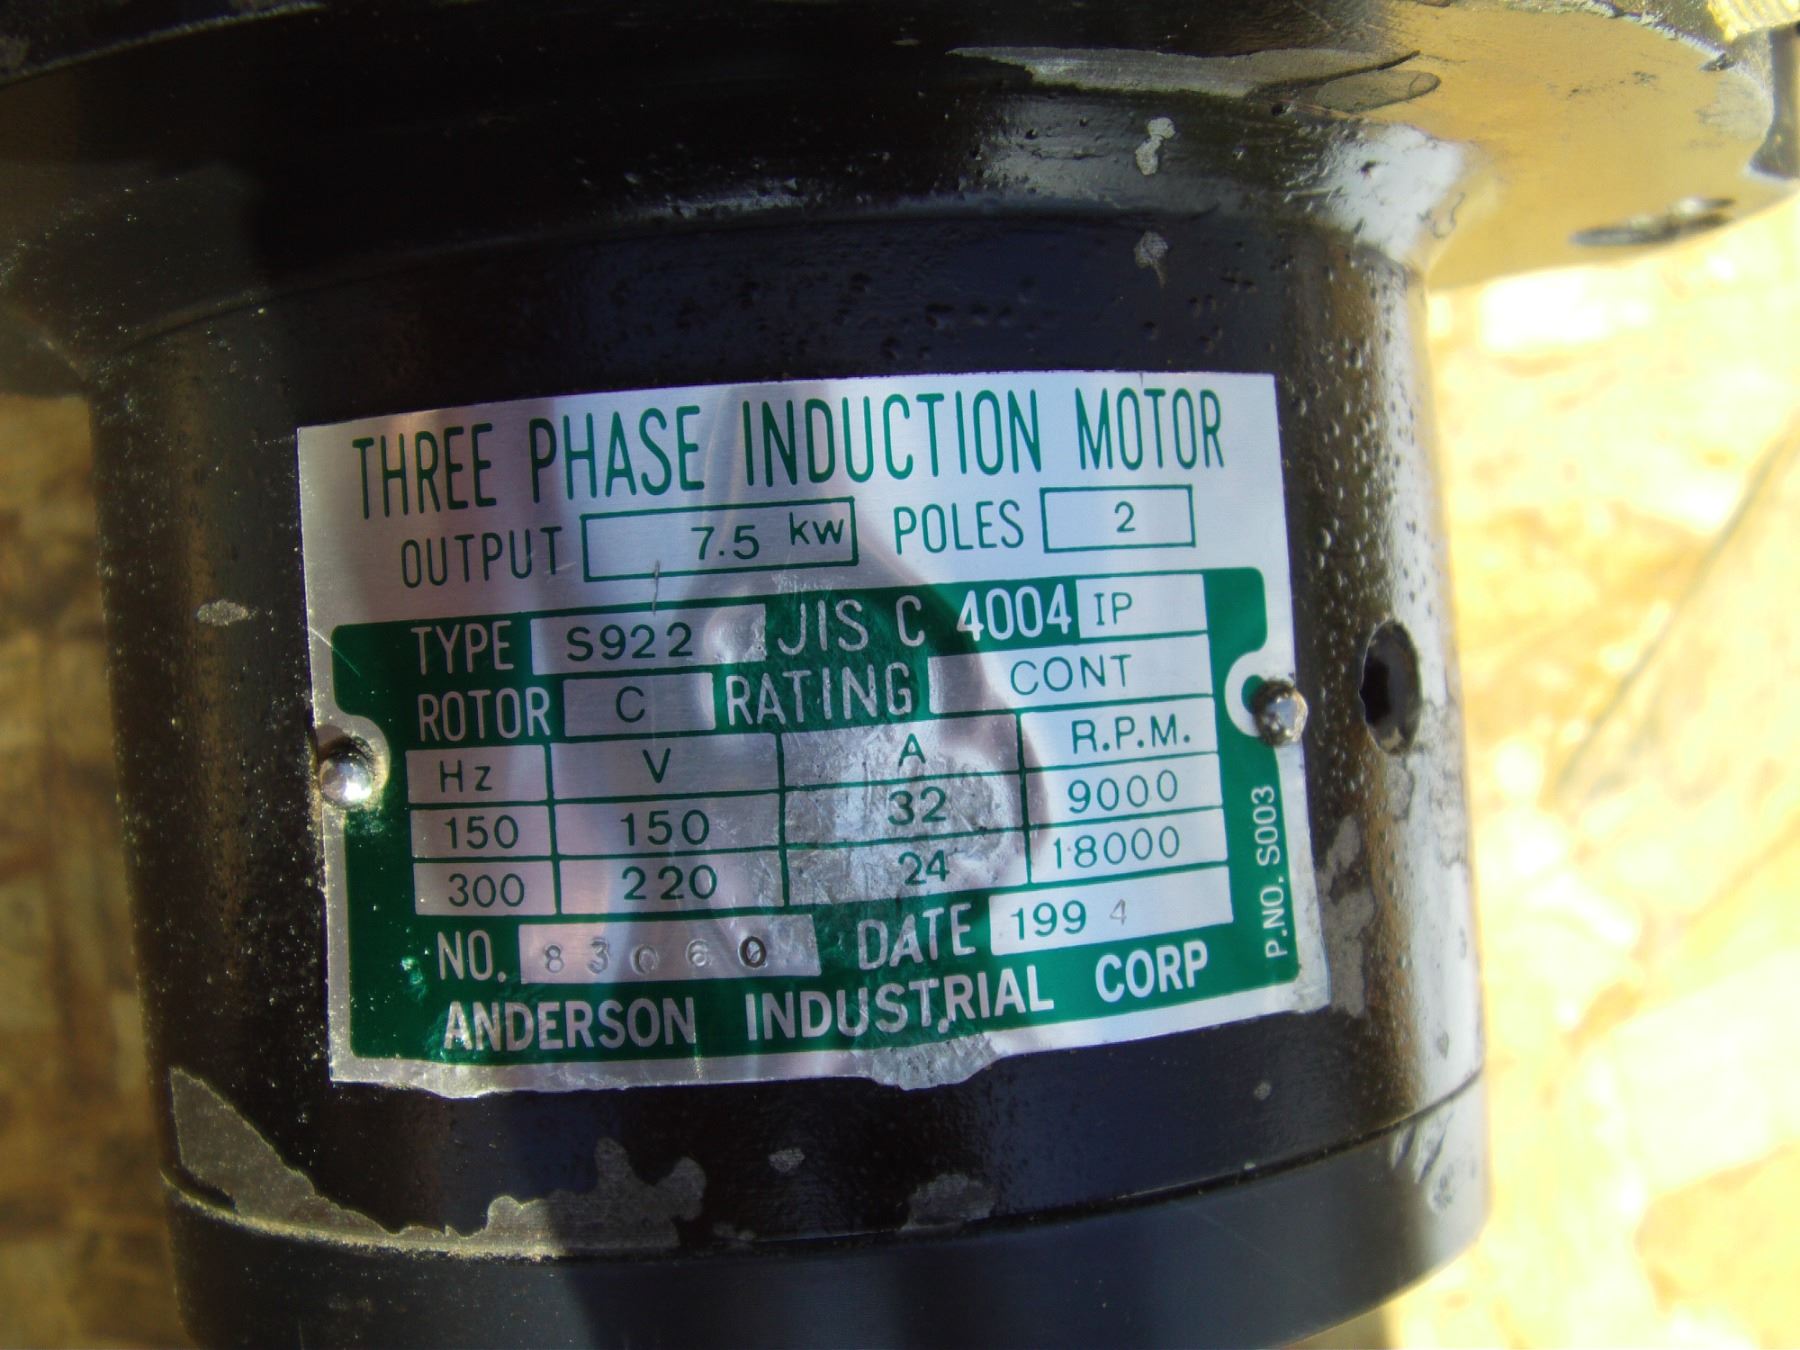 THREE PHASE INDUCTION MOTOR
OUTPUT 7.5 kw POLES 2
TYPE S922 JIS C 4004 IP
ROTOR C RATING CONT
Hz V A R.P.M.
150 150 32 9000
300 220 24 18000
NO. 83060 DATE 1994
ANDERSON INDUSTRIAL CORP
P.NO. S003